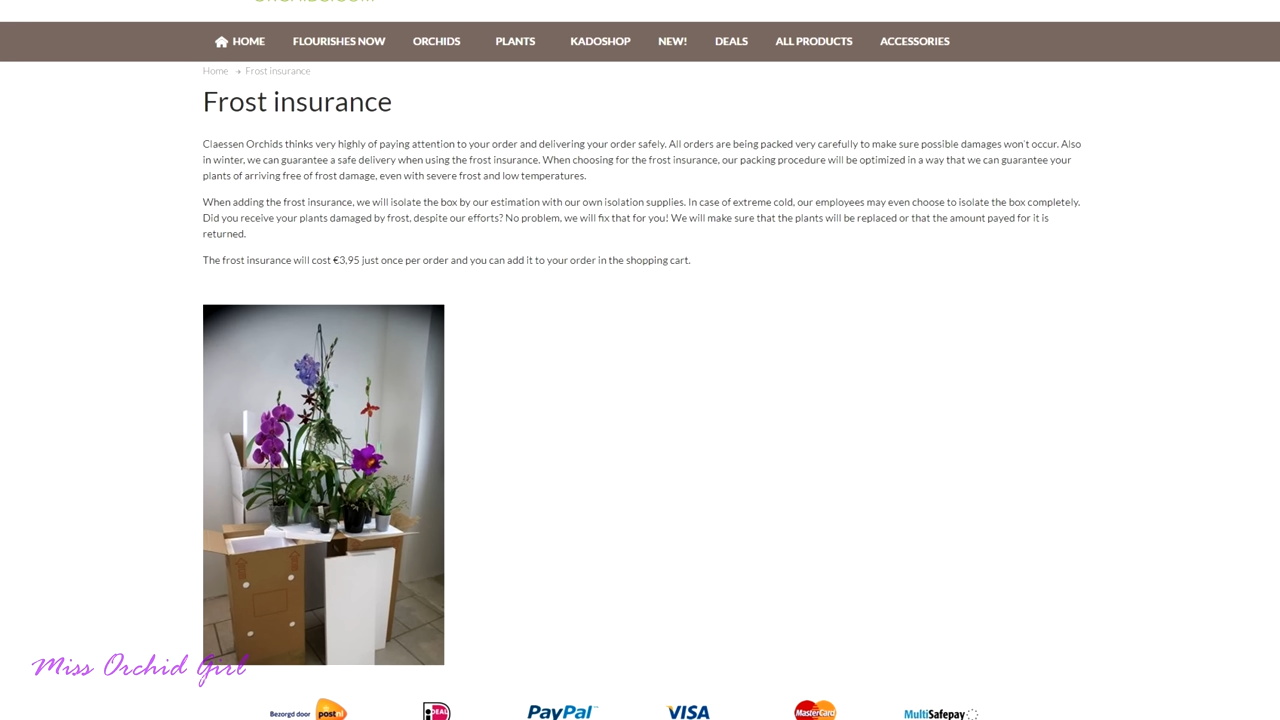 HOME FLOURISHES NOW ORCHIDS PLANTS KADOSHOP NEW! DEALS ALL PRODUCTS ACCESSORIES
Home → Frost insurance
Frost insurance
Claessen Orchids thinks very highly of paying attention to your order and delivering your order safely. All orders are being packed very carefully to make sure possible damages won't occur. Also
in winter, we can guarantee a safe delivery when using the frost insurance. When choosing for the frost insurance, our packing procedure will be optimized in a way that we can guarantee your
plants of arriving free of frost damage, even with severe frost and low temperatures.
When adding the frost insurance, we will isolate the box by our estimation with our own isolation supplies. In case of extreme cold, our employees may even choose to isolate the box completely.
Did you receive your plants damaged by frost, despite our efforts? No problem, we will fix that for you! We will make sure that the plants will be replaced or that the amount payed for it is
returned.
The frost insurance will cost €3,95 just once per order and you can add it to your order in the shopping cart.
Miss Orchid Girl
Bezorgd door postnl iDEAL PayPal VISA MasterCard MultiSafepay